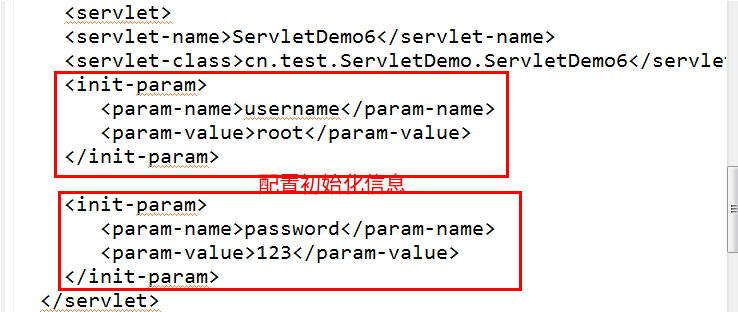 <servlet>
<servlet-name>ServletDemo6</servlet-name>
<servlet-class>cn.test.ServletDemo.ServletDemo6</servlet
<init-param>
<param-name>username</param-name>
<param-value>root</param-value>
</init-param>
配置初始化信息
<init-param>
<param-name>password</param-name>
<param-value>123</param-value>
</init-param>
</servlet>